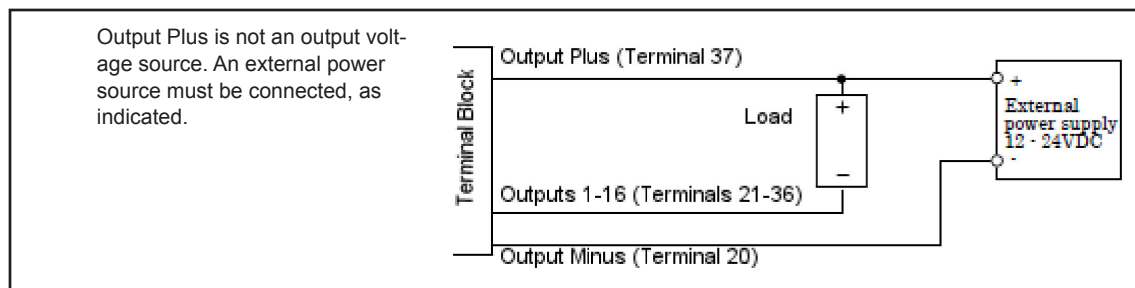 Output Plus is not an output volt-
age source. An external power
source must be connected, as
indicated.
Terminal Block
Output Plus (Terminal 37)
Load
+
−
+
External
power supply
12 - 24VDC
-
Outputs 1-16 (Terminals 21-36)
Output Minus (Terminal 20)